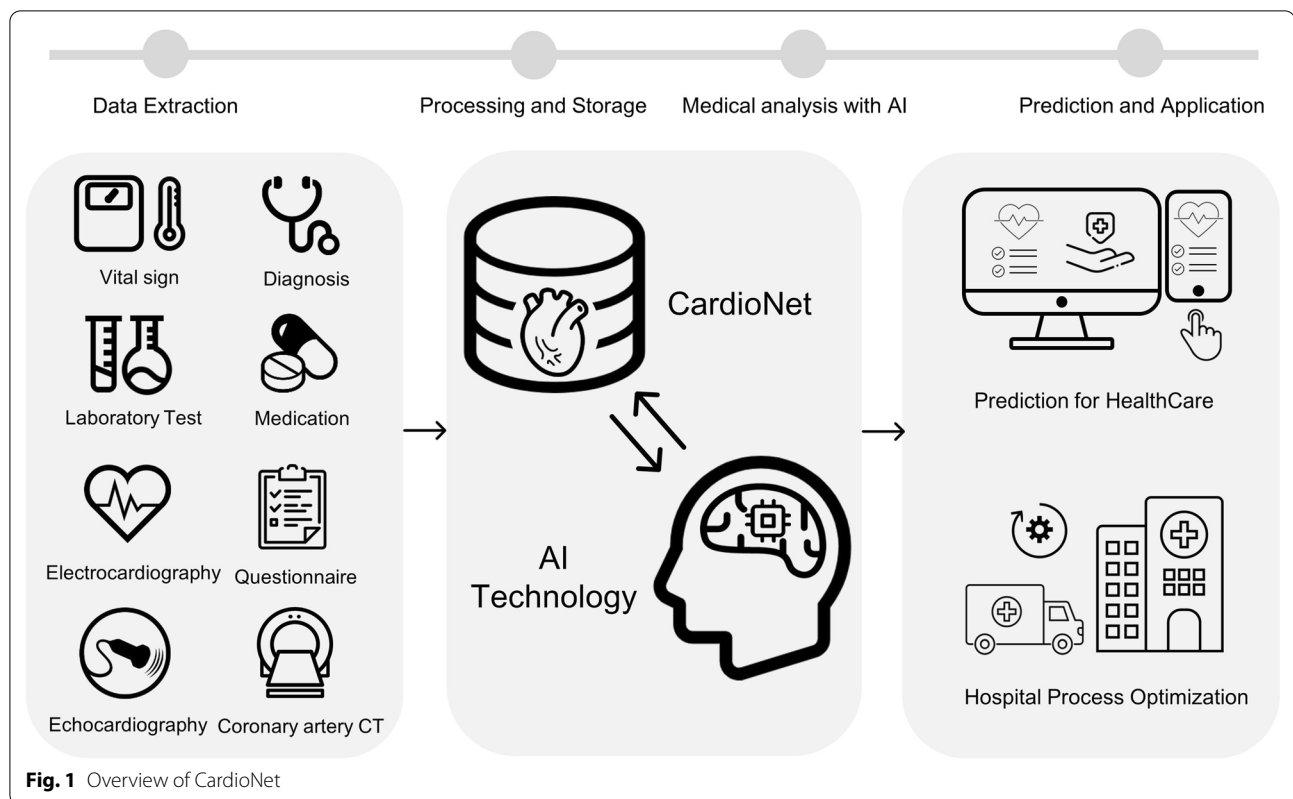 Data Extraction
Processing and Storage
Medical analysis with AI
Prediction and Application
Vital sign
Diagnosis
Laboratory Test
Medication
Electrocardiography
Questionnaire
Echocardiography
Coronary artery CT
CardioNet
AI
Technology
Prediction for HealthCare
Hospital Process Optimization
Fig. 1 Overview of CardioNet